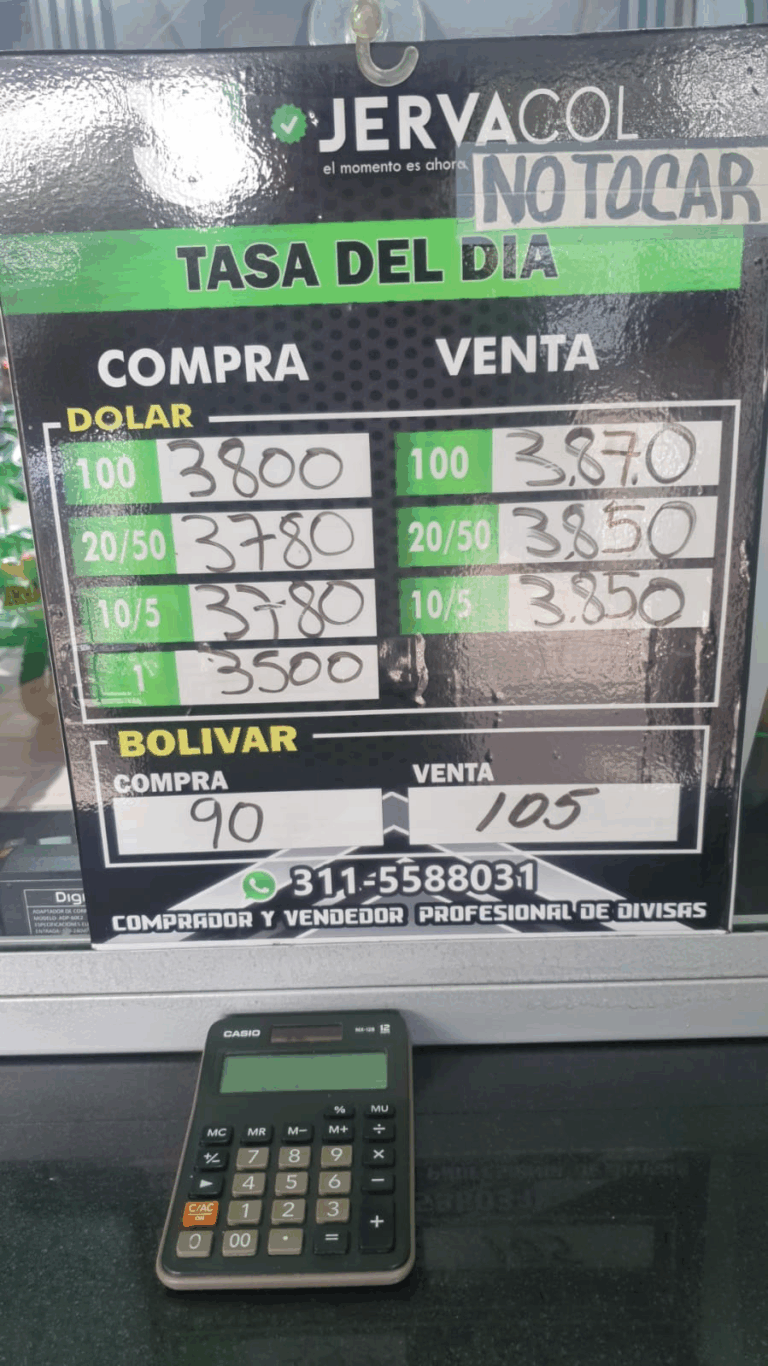 JERVACOL
el momento es ahora
NO TOCAR
TASA DEL DIA
COMPRA VENTA
DOLAR
100 3800 100 3.870
20/50 3780 20/50 3.850
10/5 3780 10/5 3.850
1 3500
BOLIVAR
COMPRA VENTA
90 105
311-5588031
COMPRADOR Y VENDEDOR PROFESIONAL DE DIVISAS
Digi
CASIO 12
% MU
MC MR M− M+ ÷
+/− 7 8 9 ×
▶ 4 5 6 −
C/AC ON 1 2 3 +
0 00 · =